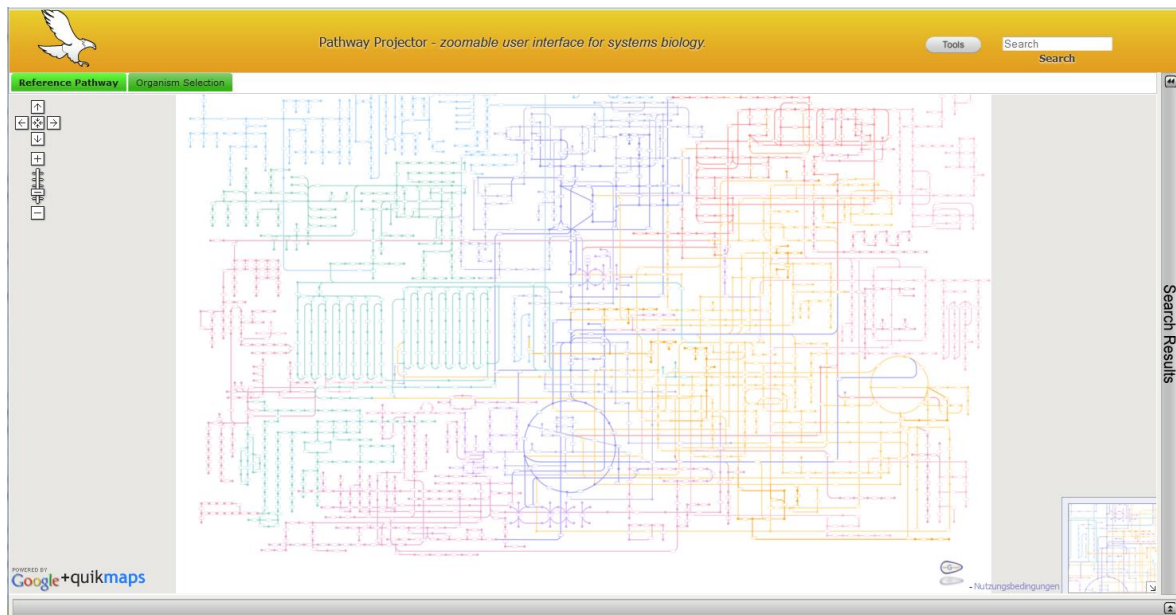 Pathway Projector - zoomable user interface for systems biology.
Tools
Search
Search
Reference Pathway
Organism Selection
Search Results
POWERED BY
Google+quikmaps
- Nutzungsbedingungen